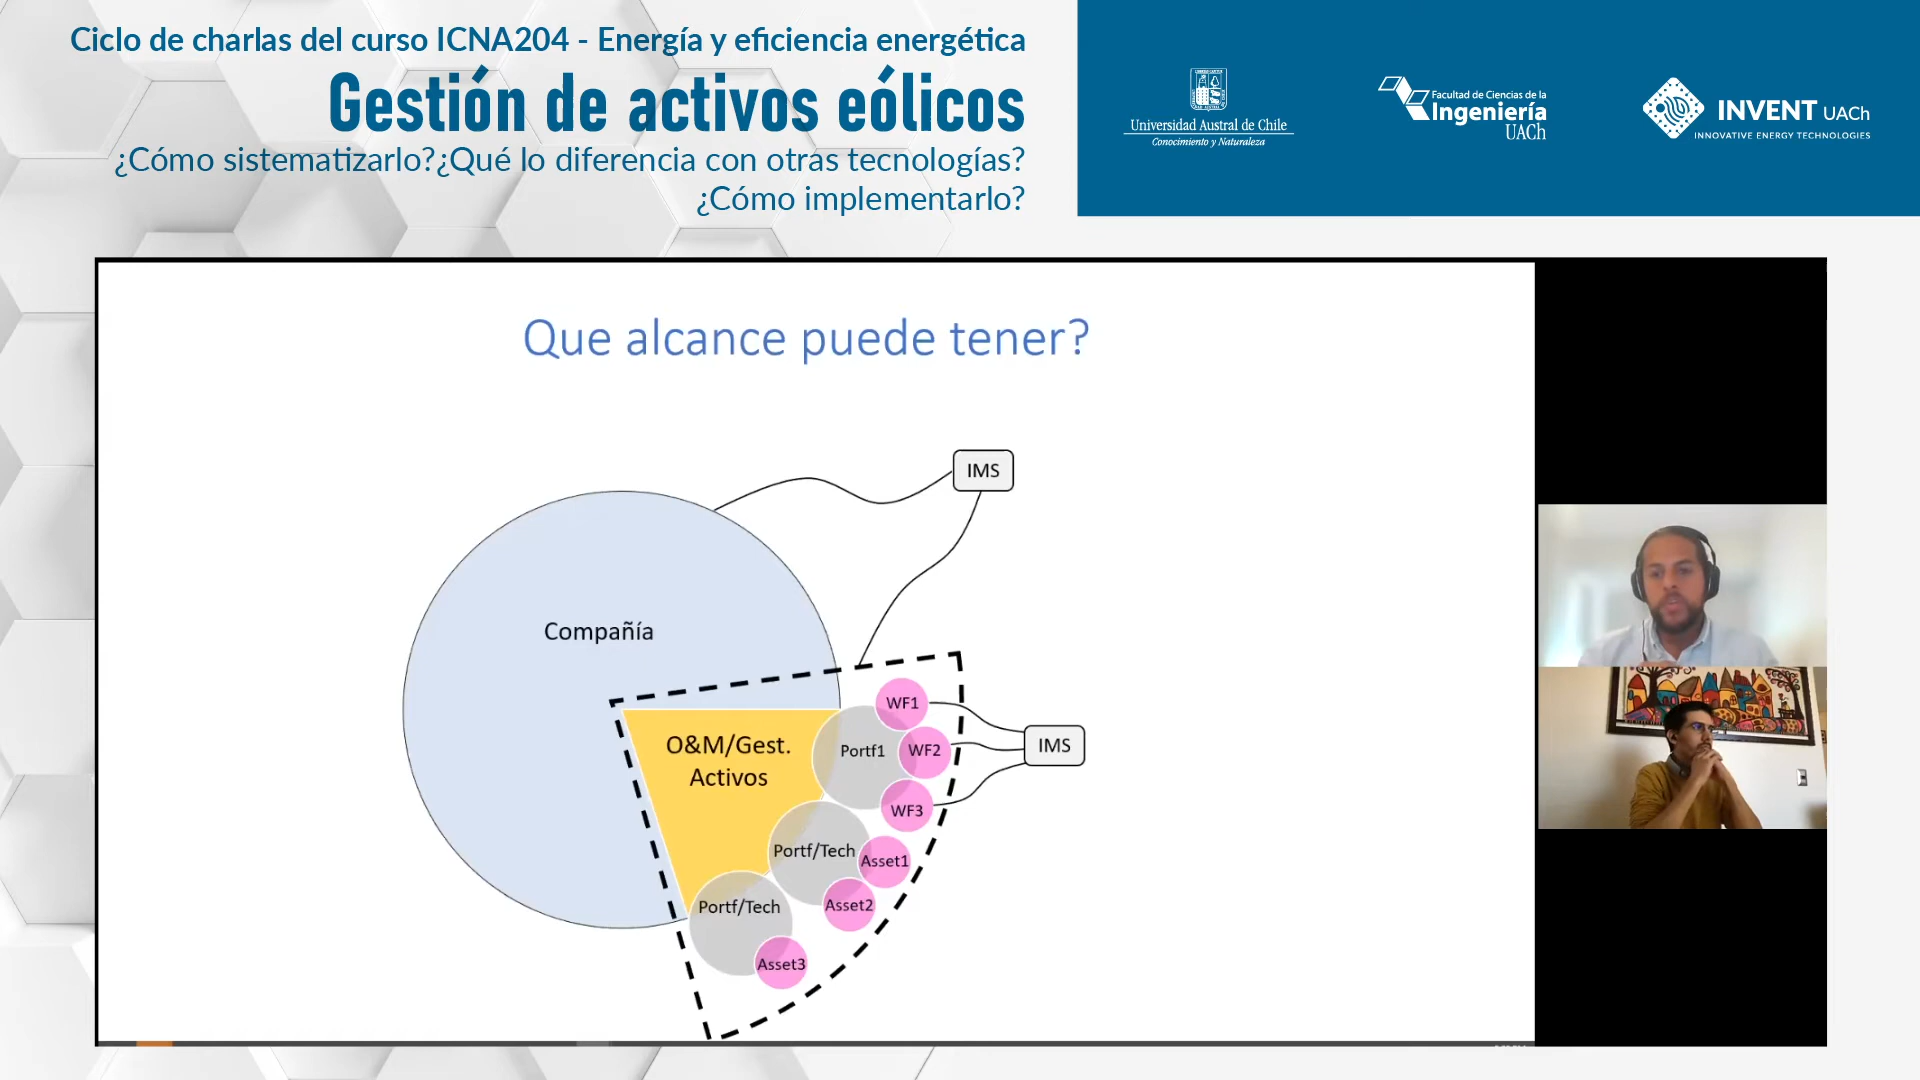 Ciclo de charlas del curso ICNA204 - Energía y eficiencia energética
Gestión de activos eólicos
¿Cómo sistematizarlo?¿Qué lo diferencia con otras tecnologías?
¿Cómo implementarlo?
Universidad Austral de Chile
Conocimiento y Naturaleza
Facultad de Ciencias de la
Ingeniería
UACh
INVENT UACh
INNOVATIVE ENERGY TECHNOLOGIES
Que alcance puede tener?
IMS
Compañía
O&M/Gest.
Activos
WF1
Portf1
WF2
IMS
WF3
Portf/Tech
Asset1
Portf/Tech
Asset2
Asset3